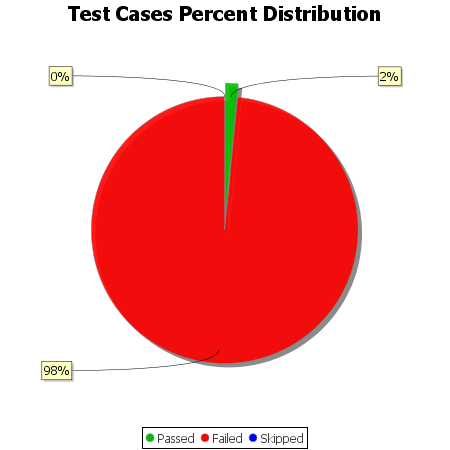 Test Cases Percent Distribution
0%
2%
98%
Passed Failed Skipped